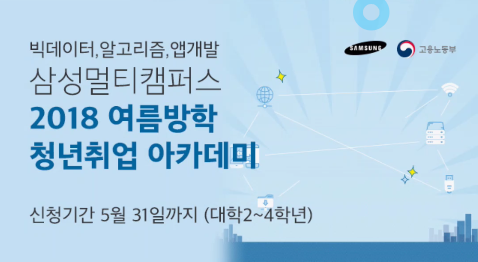 빅데이터,알고리즘,앱개발
SAMSUNG 고용노동부
삼성멀티캠퍼스
2018 여름방학
청년취업 아카데미
신청기간 5월 31일까지 (대학2~4학년)